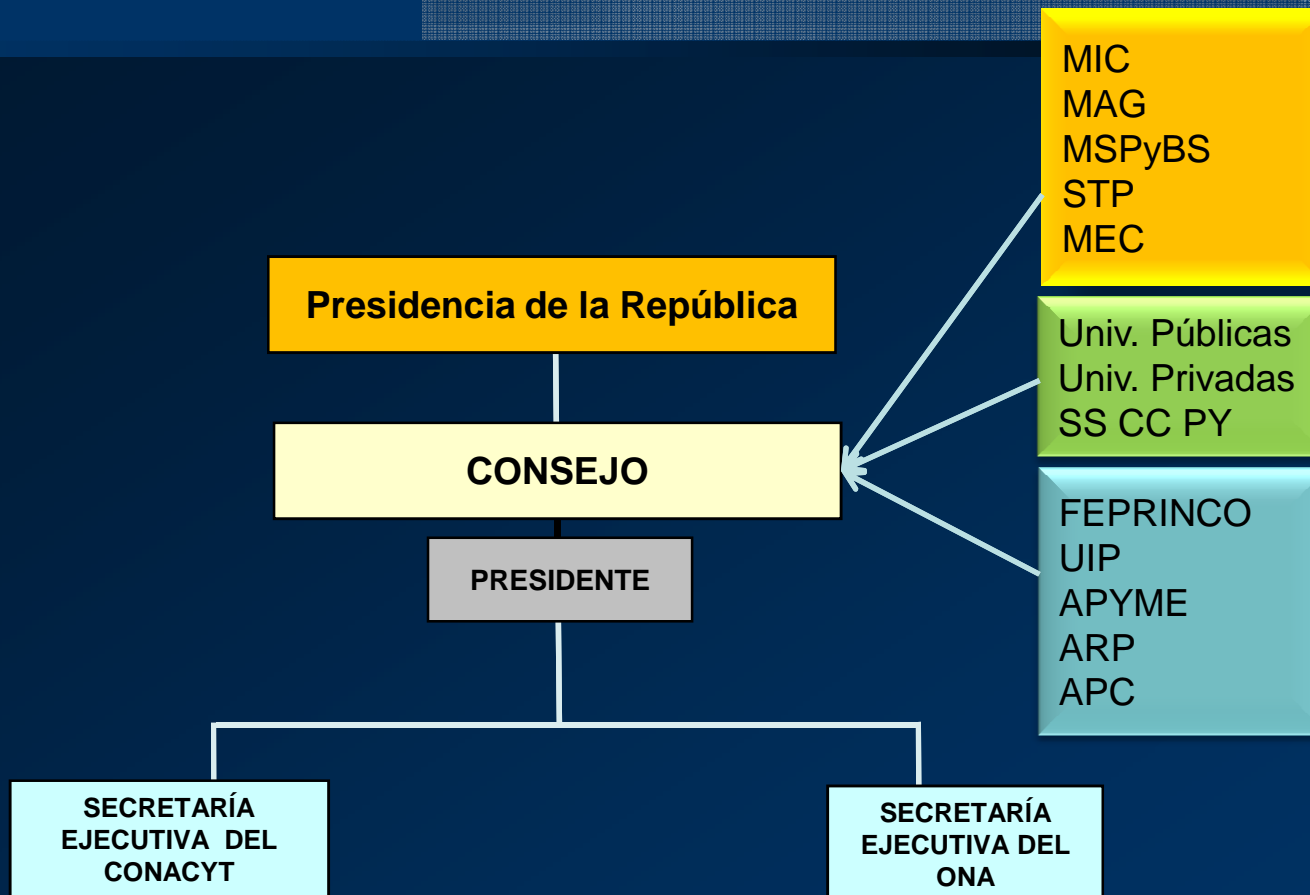 MIC
MAG
MSPyBS
STP
MEC
Presidencia de la República
Univ. Públicas
Univ. Privadas
SS CC PY
CONSEJO
FEPRINCO
UIP
APYME
ARP
APC
PRESIDENTE
SECRETARÍA
EJECUTIVA DEL
CONACYT
SECRETARÍA
EJECUTIVA DEL
ONA